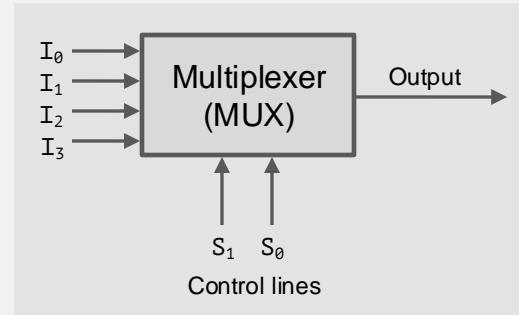 I₀
I₁
I₂
I₃
Multiplexer
(MUX)
Output
S₁ S₀
Control lines